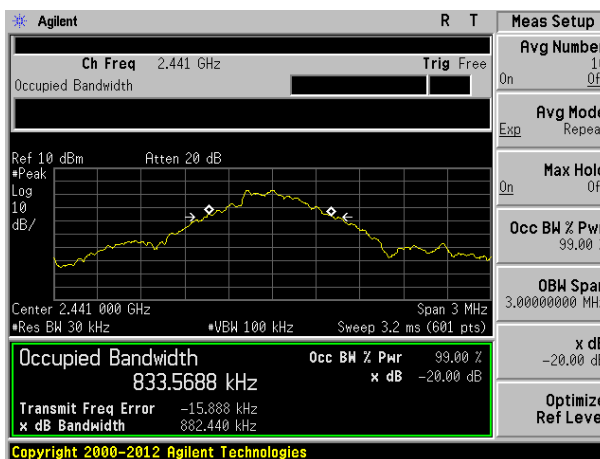 Agilent R T Meas Setup
Ch Freq 2.441 GHz Trig Free
Occupied Bandwidth
Ref 10 dBm Atten 20 dB
#Peak
Log
10
dB/
Center 2.441 000 GHz Span 3 MHz
#Res BW 30 kHz #VBW 100 kHz Sweep 3.2 ms (601 pts)
Occupied Bandwidth Occ BW % Pwr 99.00 %
833.5688 kHz x dB -20.00 dB
Transmit Freq Error -15.888 kHz
x dB Bandwidth 882.440 kHz
Copyright 2000-2012 Agilent Technologies
Avg Number
On
Avg Mode
Exp Repea
Max Hold
On Of
Occ BW % Pwr
99.00
OBW Span
3.00000000 MH
x dB
-20.00 dB
Optimize
Ref Level